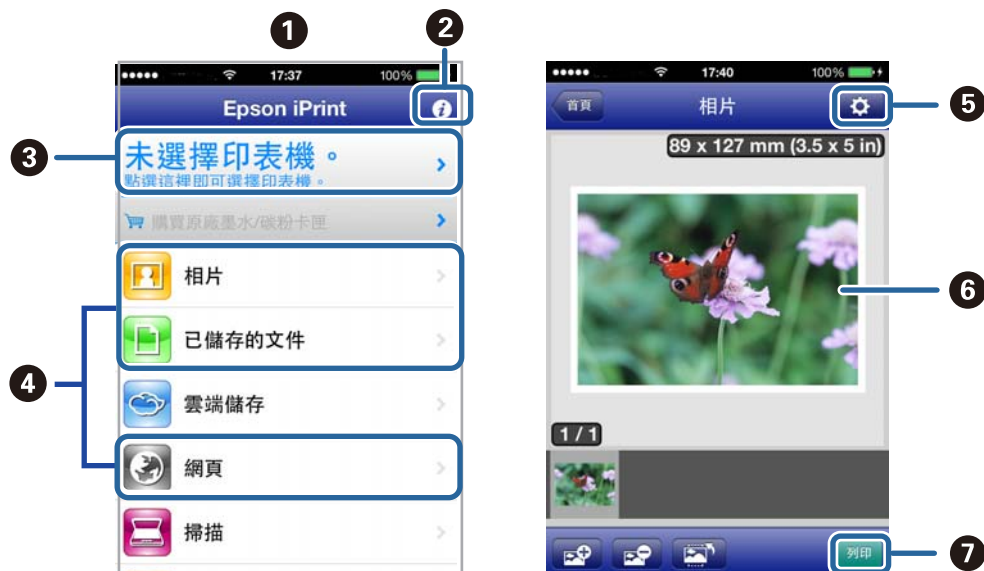 1
2
17:37
100%
Epson iPrint
3
未選擇印表機。
點選這裡即可選擇印表機。
購買原廠墨水/碳粉卡匣
相片
已儲存的文件
4
雲端儲存
網頁
掃描
17:40
100%
首頁
相片
5
89 x 127 mm (3.5 x 5 in)
6
1/1
列印
7